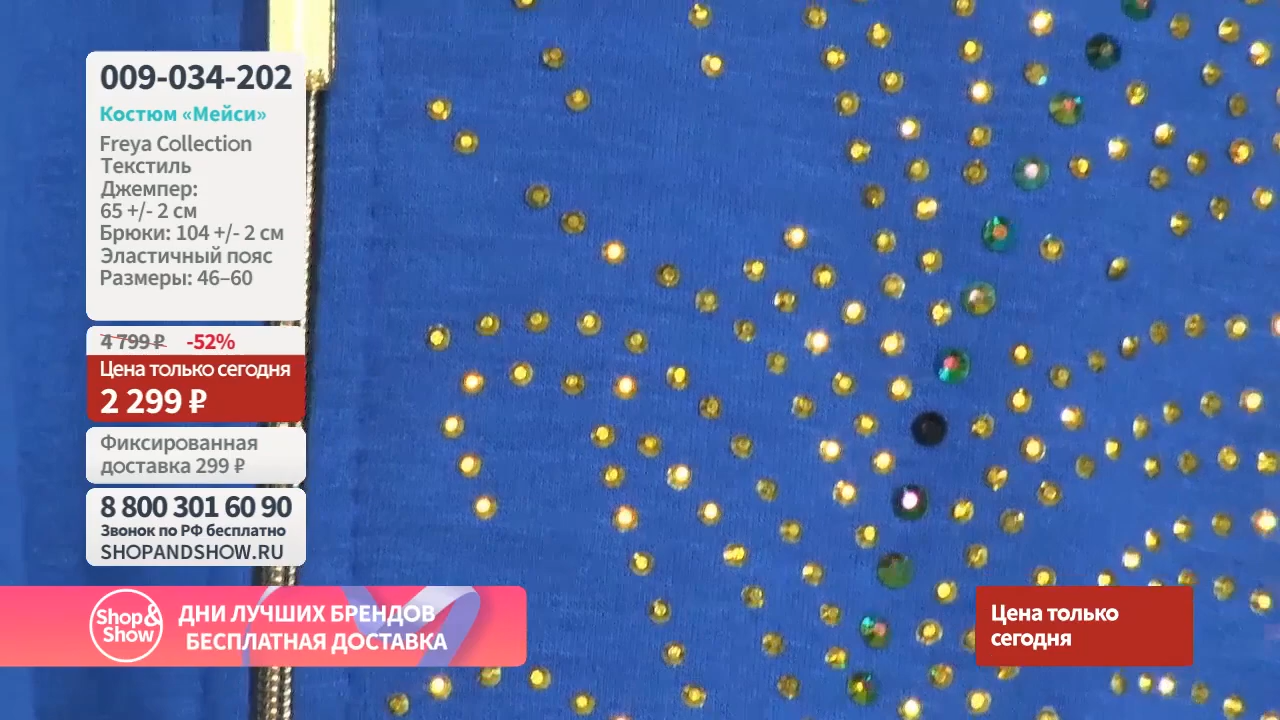 009-034-202
Костюм «Мейси»
Freya Collection
Текстиль
Джемпер:
65 +/- 2 см
Брюки: 104 +/- 2 см
Эластичный пояс
Размеры: 46–60
4 799 ₽ -52%
Цена только сегодня
2 299 ₽
Фиксированная
доставка 299 ₽
8 800 301 60 90
Звонок по РФ бесплатно
SHOPANDSHOW.RU
Shop&
Show
ДНИ ЛУЧШИХ БРЕНДОВ
БЕСПЛАТНАЯ ДОСТАВКА
Цена только
сегодня